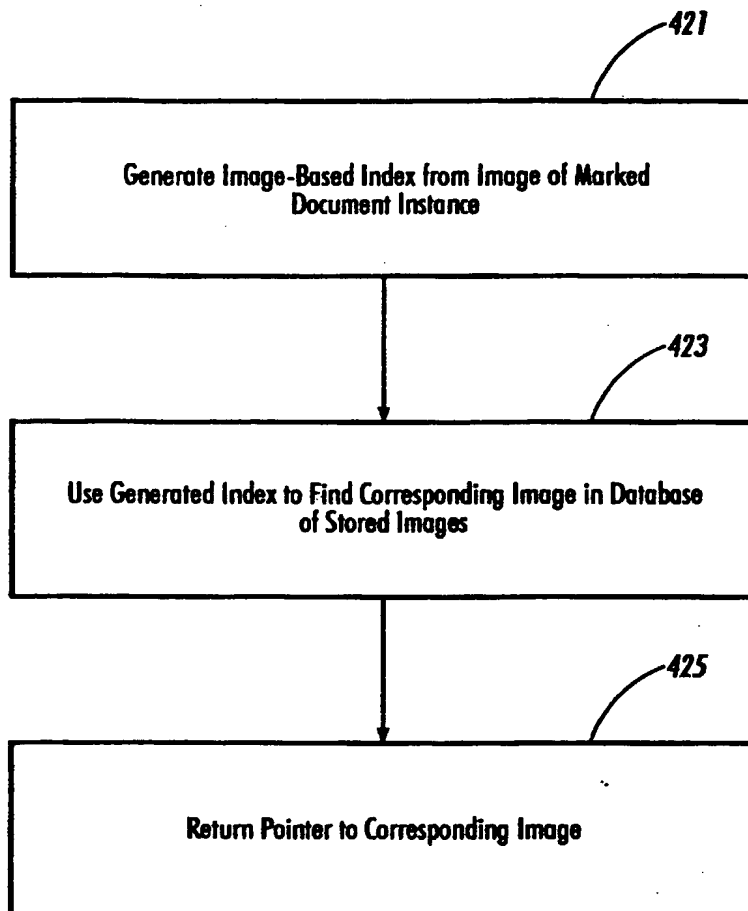 421
Generate Image-Based Index from Image of Marked
Document Instance
423
Use Generated Index to Find Corresponding Image in Database
of Stored Images
425
Return Pointer to Corresponding Image